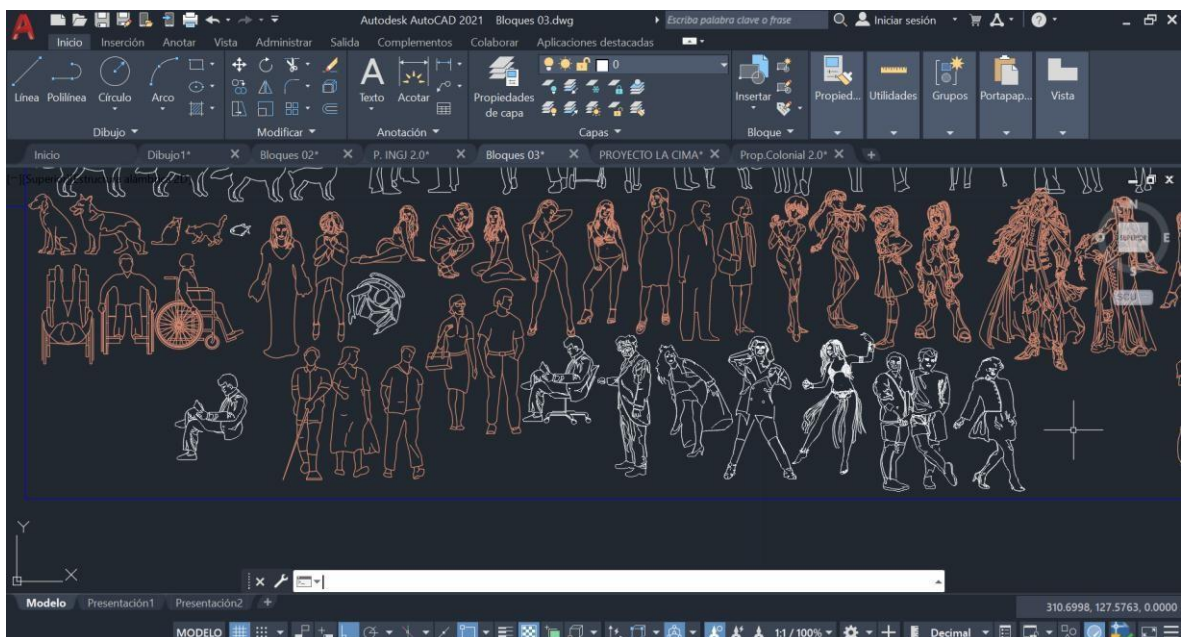 Autodesk AutoCAD 2021 Bloques 03.dwg Escriba palabra clave o frase Iniciar sesión
Inicio Inserción Anotar Vista Administrar Salida Complementos Colaborar Aplicaciones destacadas
0
Línea Polilínea Círculo Arco Texto Acotar Propiedades de capa Insertar Propied... Utilidades Grupos Portapap... Vista
Dibujo Modificar Anotación Capas Bloque
Inicio Dibujo1* Bloques 02* P. INGJ 2.0* Bloques 03* PROYECTO LA CIMA* Prop.Colonial 2.0*
N
SUPERIOR E
S
SCU
Y
X
Modelo Presentación1 Presentación2 310.6998, 127.5763, 0.0000
MODELO 1:1 / 100% Decimal